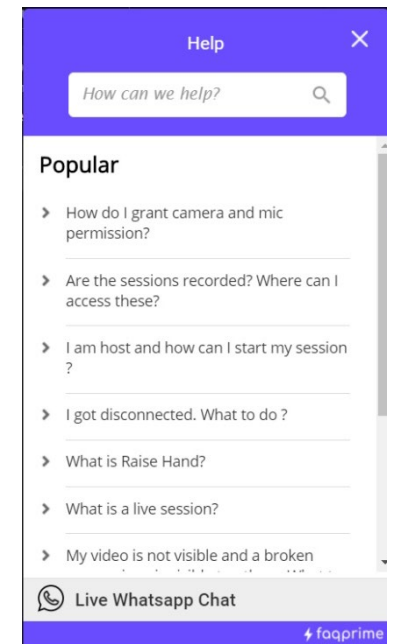 Help
How can we help?
Popular
How do I grant camera and mic
permission?
Are the sessions recorded? Where can I
access these?
I am host and how can I start my session
?
I got disconnected. What to do ?
What is Raise Hand?
What is a live session?
My video is not visible and a broken
Live Whatsapp Chat
faqprime